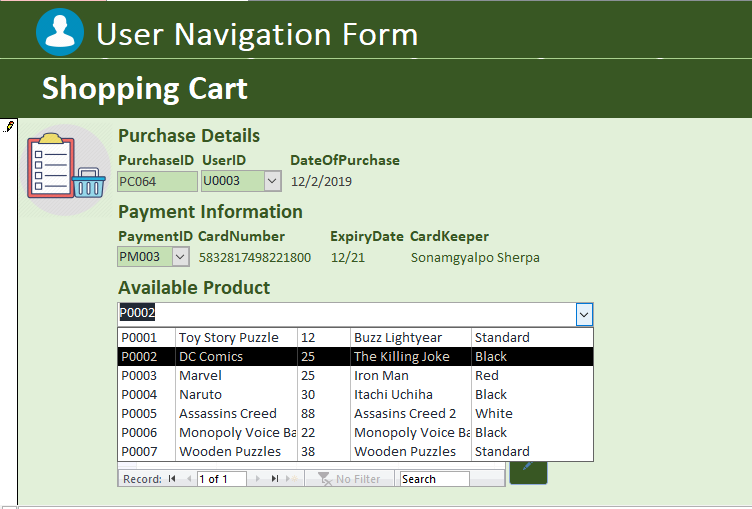 User Navigation Form
Shopping Cart
Purchase Details
PurchaseID UserID DateOfPurchase
PC064 U0003 12/2/2019
Payment Information
PaymentID CardNumber ExpiryDate CardKeeper
PM003 5832817498221800 12/21 Sonamgyalpo Sherpa
Available Product
P0002
P0001 Toy Story Puzzle 12 Buzz Lightyear Standard
P0002 DC Comics 25 The Killing Joke Black
P0003 Marvel 25 Iron Man Red
P0004 Naruto 30 Itachi Uchiha Black
P0005 Assassins Creed 88 Assasins Creed 2 White
P0006 Monopoly Voice Ba 22 Monopoly Voice Ba Black
P0007 Wooden Puzzles 38 Wooden Puzzles Standard
Record: 1 of 1 No Filter Search